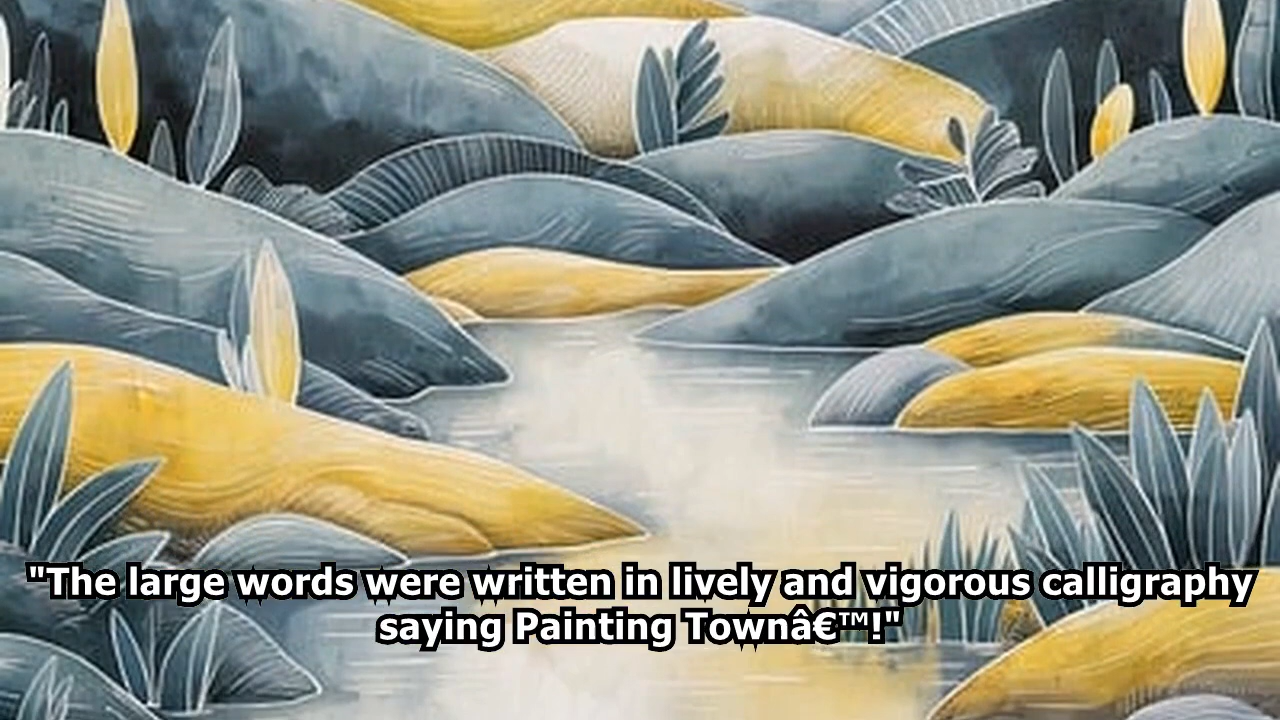 "The large words were written in lively and vigorous calligraphy
saying Painting Townâ€™!"